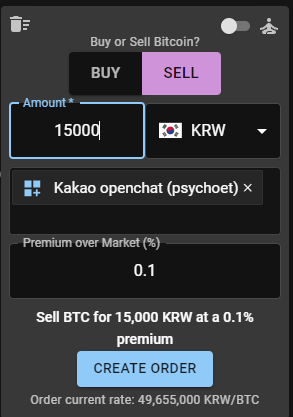 Buy or Sell Bitcoin?
BUY SELL
Amount *
15000 KRW
Kakao openchat (psychoet) ×
Premium over Market (%)
0.1
Sell BTC for 15,000 KRW at a 0.1%
premium
CREATE ORDER
Order current rate: 49,655,000 KRW/BTC